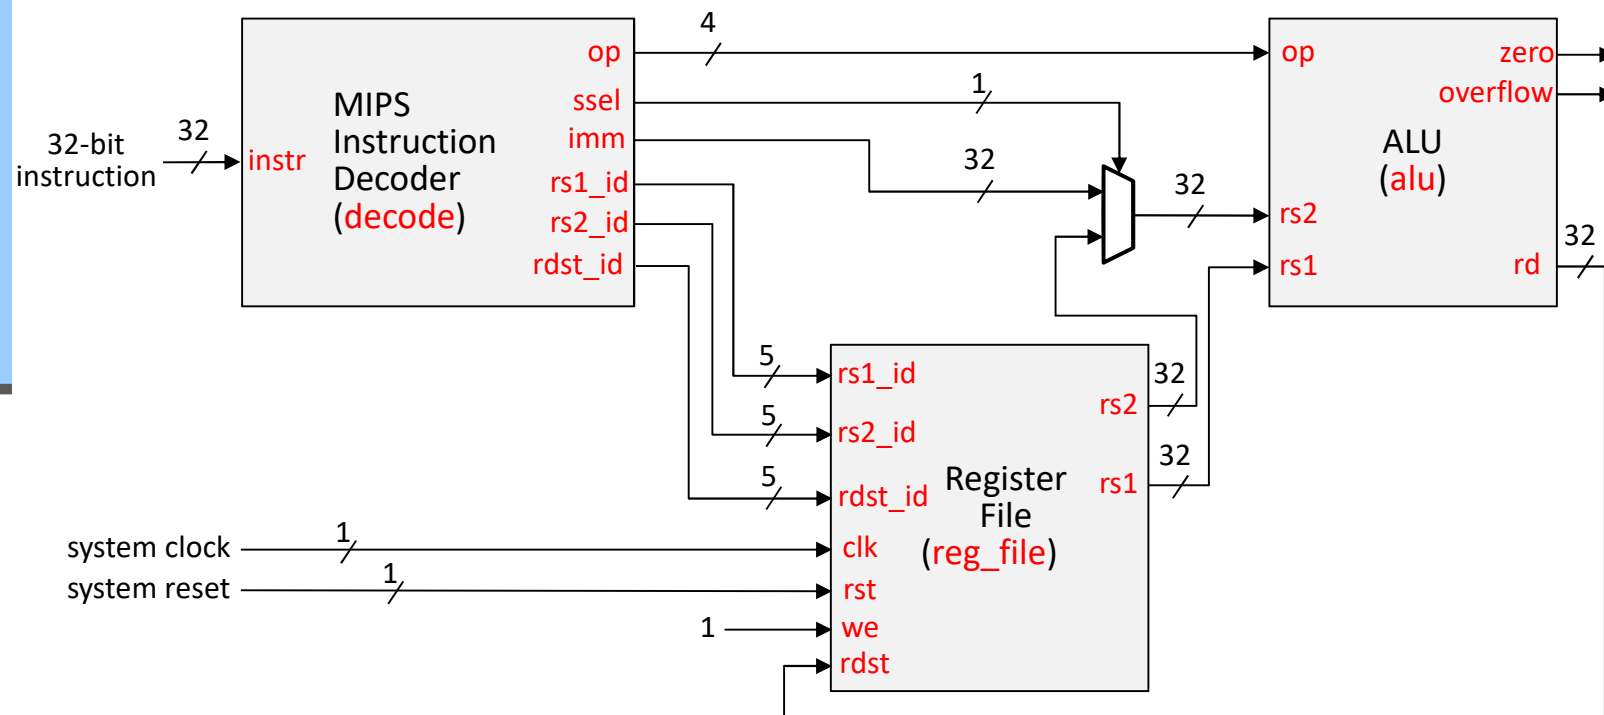 4
op
ssel
imm
rs1_id
rs2_id
rdst_id
MIPS
Instruction
Decoder
(decode)
32-bit
instruction
32
instr
1
32
32
op
zero
overflow
ALU
(alu)
rs2
rs1
rd
32
5
rs1_id
5
rs2_id
5
rdst_id
rs2
32
rs1
32
Register
File
(reg_file)
system clock
1
clk
system reset
1
rst
1
we
rdst